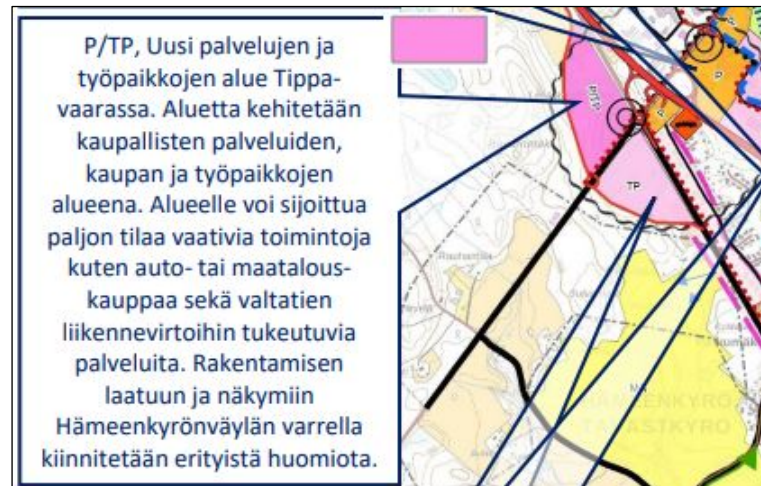 P/TP, Uusi palvelujen ja
työpaikkojen alue Tippa-
vaarassa. Aluetta kehitetään
kaupallisten palveluiden,
kaupan ja työpaikkojen
alueena. Alueelle voi sijoittua
paljon tilaa vaativia toimintoja
kuten auto- tai maatalous-
kauppaa sekä valtatien
liikennevirtoihin tukeutuvia
palveluita. Rakentamisen
laatuun ja näkymiin
Hämeenkyrönväylän varrella
kiinnitetään erityistä huomiota.
P
P/TP
P
TP
HÄMEENKYRÖ
TAVASTKYRO